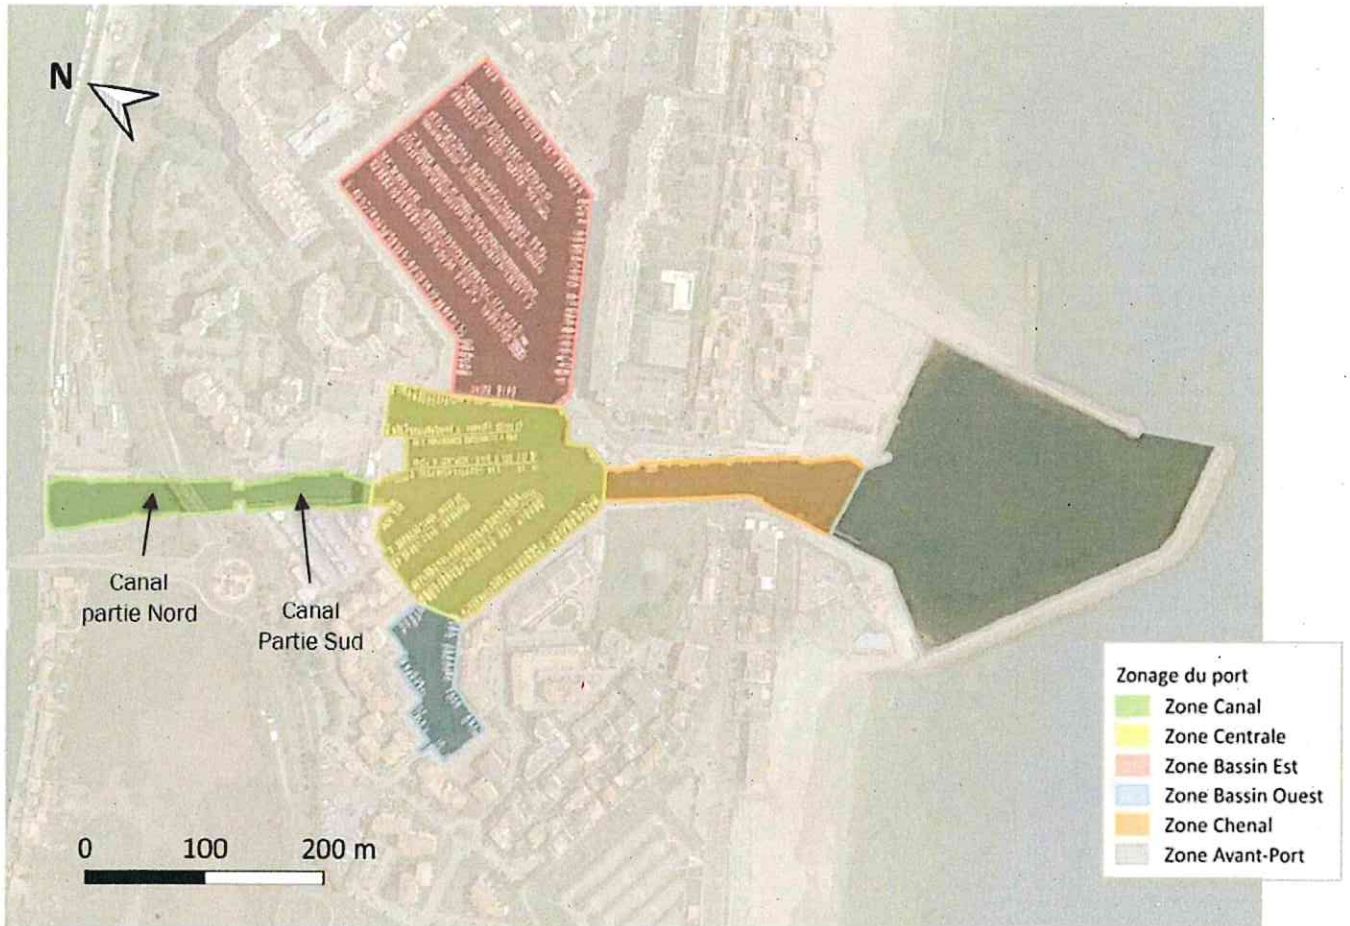 N
Canal
partie Nord
Canal
Partie Sud
0 100 200 m
Zonage du port
Zone Canal
Zone Centrale
Zone Bassin Est
Zone Bassin Ouest
Zone Chenal
Zone Avant-Port